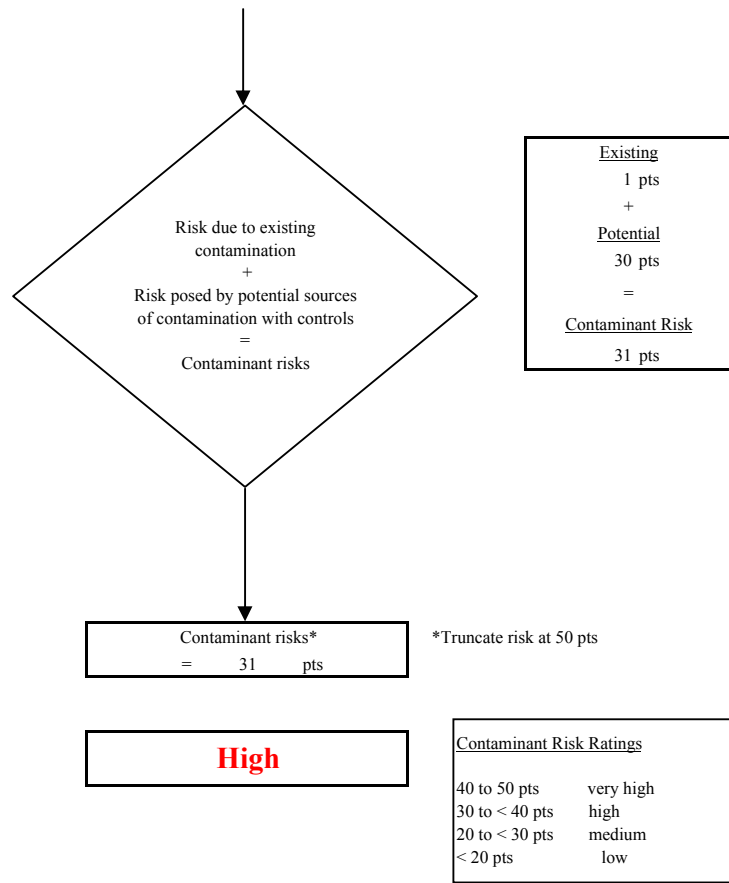 Risk due to existing
contamination
+
Risk posed by potential sources
of contamination with controls
=
Contaminant risks
Existing
1 pts
+
Potential
30 pts
=
Contaminant Risk
31 pts
Contaminant risks*
= 31 pts
*Truncate risk at 50 pts
High
Contaminant Risk Ratings
40 to 50 pts very high
30 to < 40 pts high
20 to < 30 pts medium
< 20 pts low